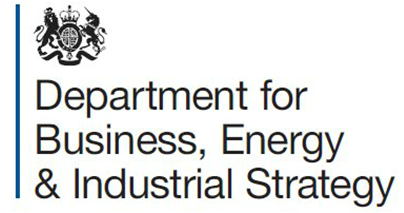 Department for
Business, Energy
& Industrial Strategy